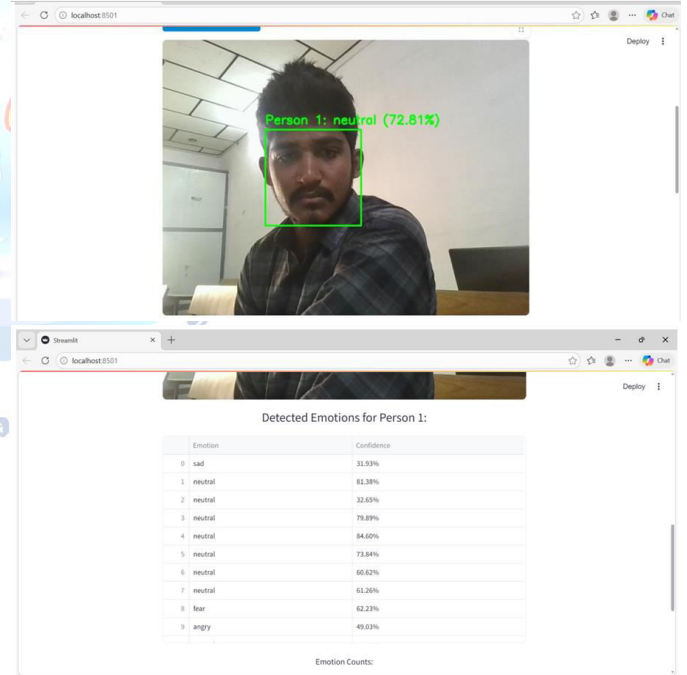 localhost:8501
Chat
Deploy
Person 1: neutral (72.81%)
Streamlit
localhost:8501
Chat
Deploy
Detected Emotions for Person 1:
Emotion Confidence
0 sad 31.93%
1 neutral 81.38%
2 neutral 32.65%
3 neutral 79.89%
4 neutral 84.60%
5 neutral 73.84%
6 neutral 60.62%
7 neutral 61.26%
8 fear 62.23%
9 angry 49.03%
Emotion Counts: